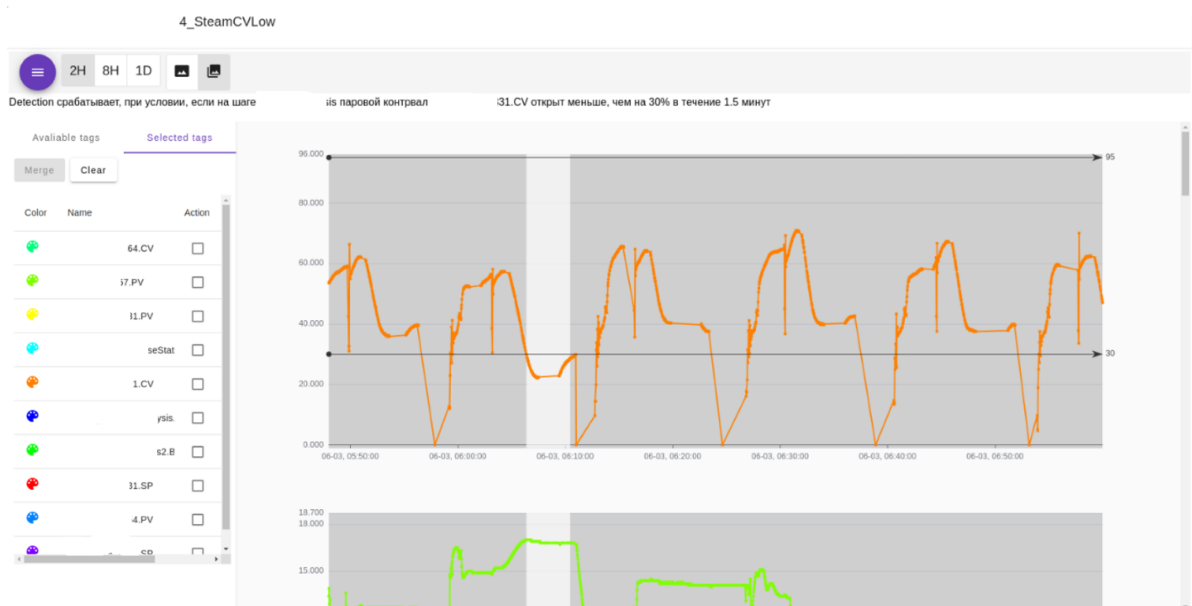 4_SteamCVLow
2H 8H 1D
Detection срабатывает, при условии, если на шаге sis паровой контрвал 31.CV открыт меньше, чем на 30% в течение 1.5 минут
Avaliable tags Selected tags
Merge Clear
Color Name Action
64.CV
57.PV
31.PV
seStat
1.CV
ysis.
s2.B
31.SP
4.PV
SP
96.000
95
80.000
60.000
40.000
30
20.000
0.000
06-03, 05:50:00 06-03, 06:00:00 06-03, 06:10:00 06-03, 06:20:00 06-03, 06:30:00 06-03, 06:40:00 06-03, 06:50:00
18.700
18.000
15.000